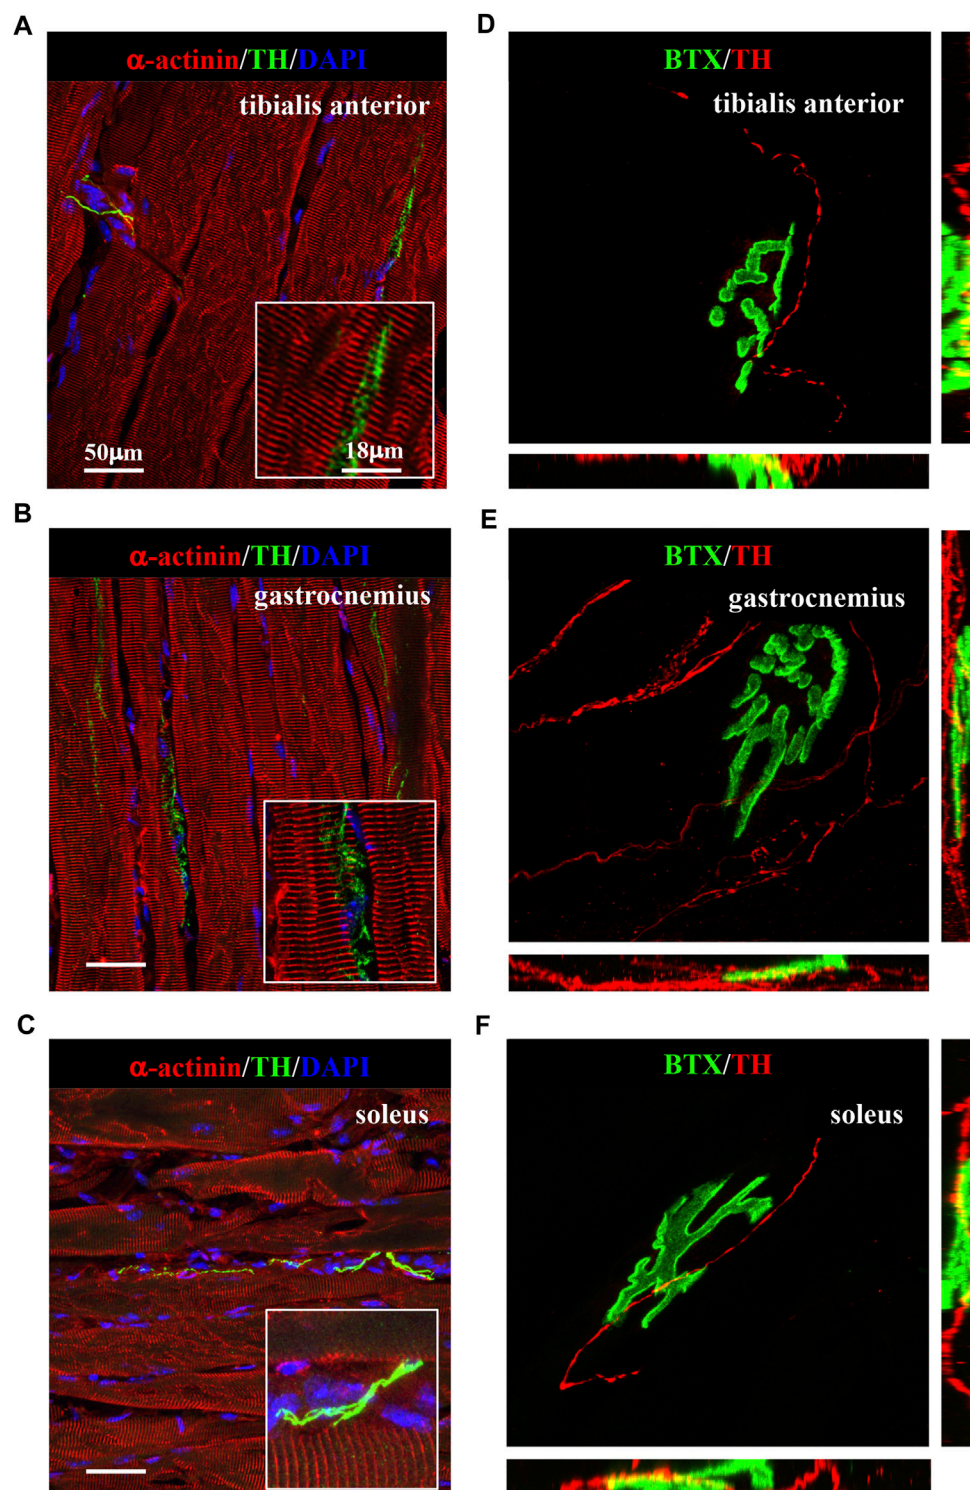 A
α-actinin/TH/DAPI
tibialis anterior
50µm
18µm
B
α-actinin/TH/DAPI
gastrocnemius
C
α-actinin/TH/DAPI
soleus
D
BTX/TH
tibialis anterior
E
BTX/TH
gastrocnemius
F
BTX/TH
soleus